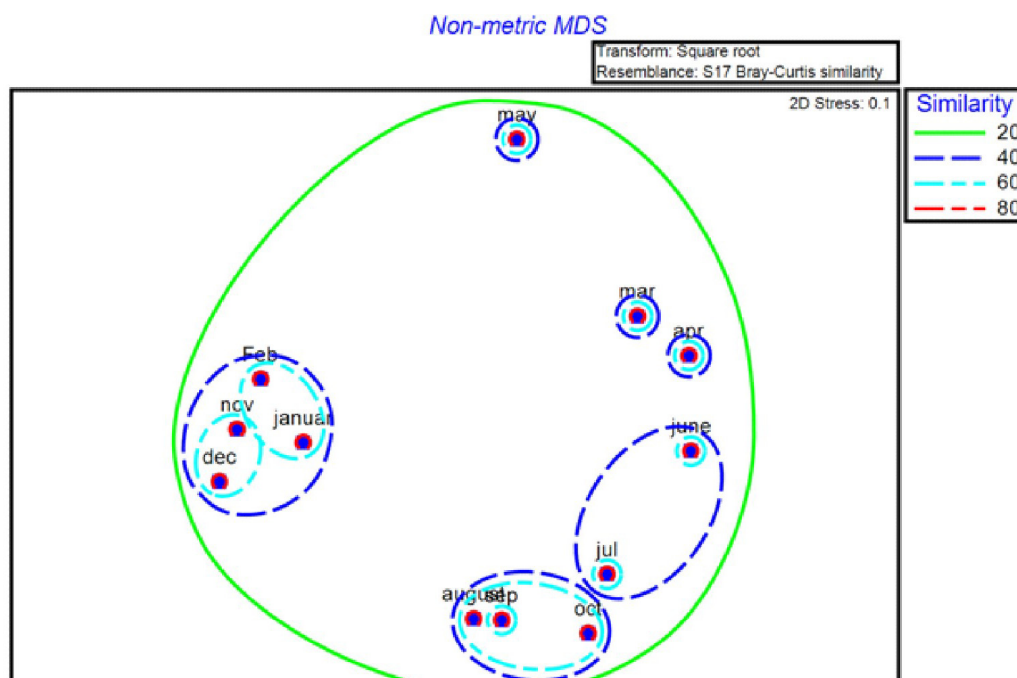 Non-metric MDS
Transform: Square root
Resemblance: S17 Bray-Curtis similarity
2D Stress: 0.1
Similarity
20
40
60
80
may
mar
apr
Feb
nov
januar
dec
june
jul
august
sep
oct